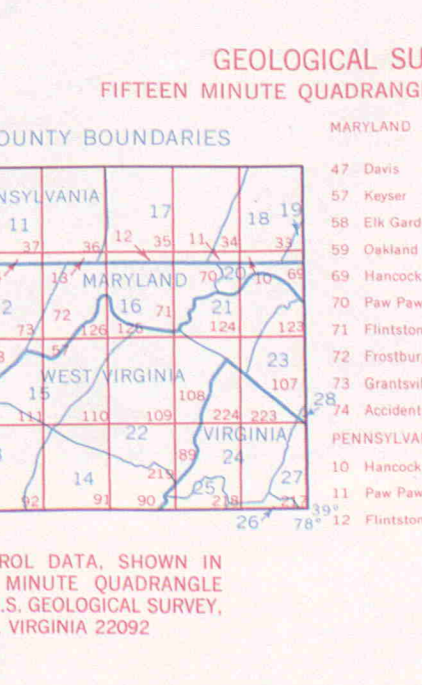 GEOLOGICAL SU
FIFTEEN MINUTE QUADRANG
OUNTY BOUNDARIES
MARYLAND
47 Davis
57 Keyser
58 Elk Gard
59 Oakland
69 Hancock
70 Paw Paw
71 Flintston
72 Frostbur
73 Grantsvi
74 Accident
PENNSYLVA
10 Hancock
11 Paw Paw
12 Flintston
NSYLVANIA
11 17 18 19
37 36 12 35 11 34 33
13 MARYLAND 70 20 10 69
2 72 16 71 21
73 126 125 124 123
57
WEST VIRGINIA 23
15 108 107
28
111 110 109 224 223
22 VIRGINIA
89 24
14 219 27
25
92 91 90 218 217
26 78° 39°
ROL DATA, SHOWN IN
MINUTE QUADRANGLE
.S. GEOLOGICAL SURVEY,
VIRGINIA 22092